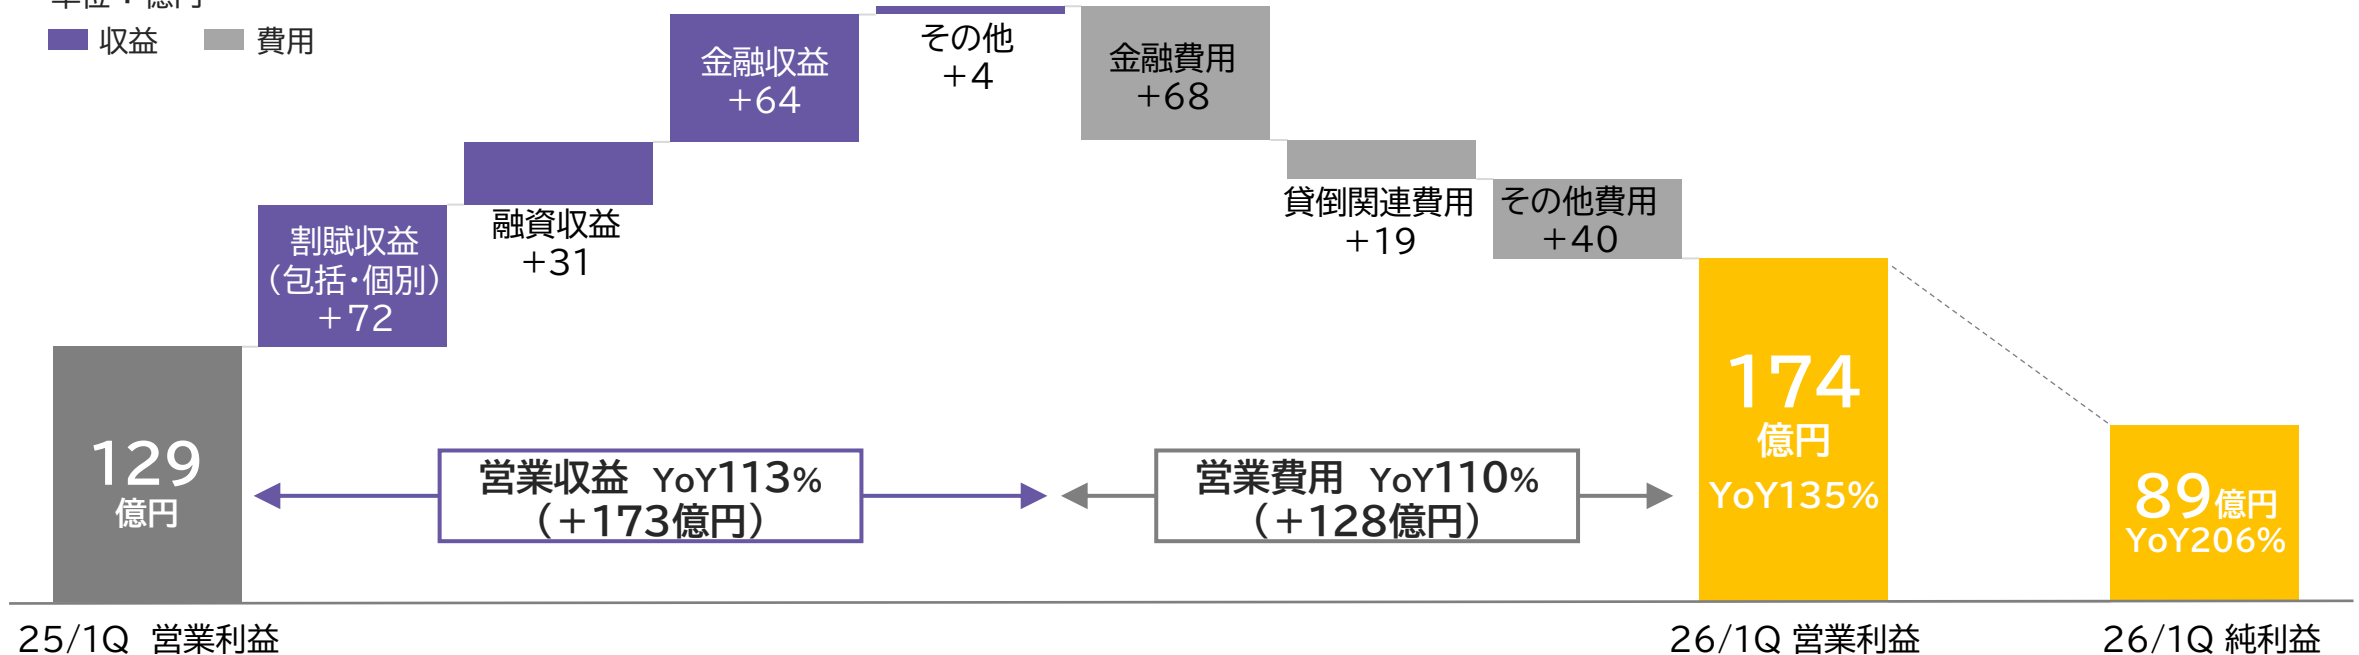 単位：億円
収益 費用
割賦収益
（包括・個別）
＋72
融資収益
＋31
金融収益
＋64
その他
＋4
金融費用
＋68
貸倒関連費用
＋19
その他費用
＋40
129
億円
営業収益 YoY113%
（＋173億円）
営業費用 YoY110%
（＋128億円）
174
億円
YoY135%
89億円
YoY206%
25/1Q 営業利益
26/1Q 営業利益
26/1Q 純利益